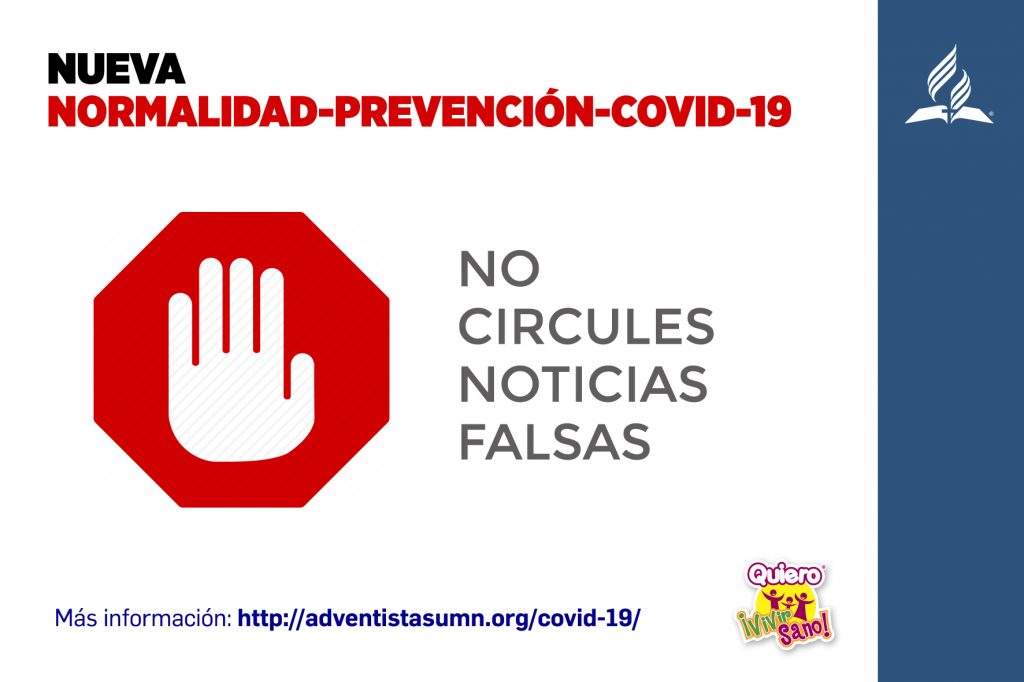 NUEVA
NORMALIDAD-PREVENCIÓN-COVID-19
NO
CIRCULES
NOTICIAS
FALSAS
Más información: http://adventistasumn.org/covid-19/
Quiero
¡Vivir
Sano!